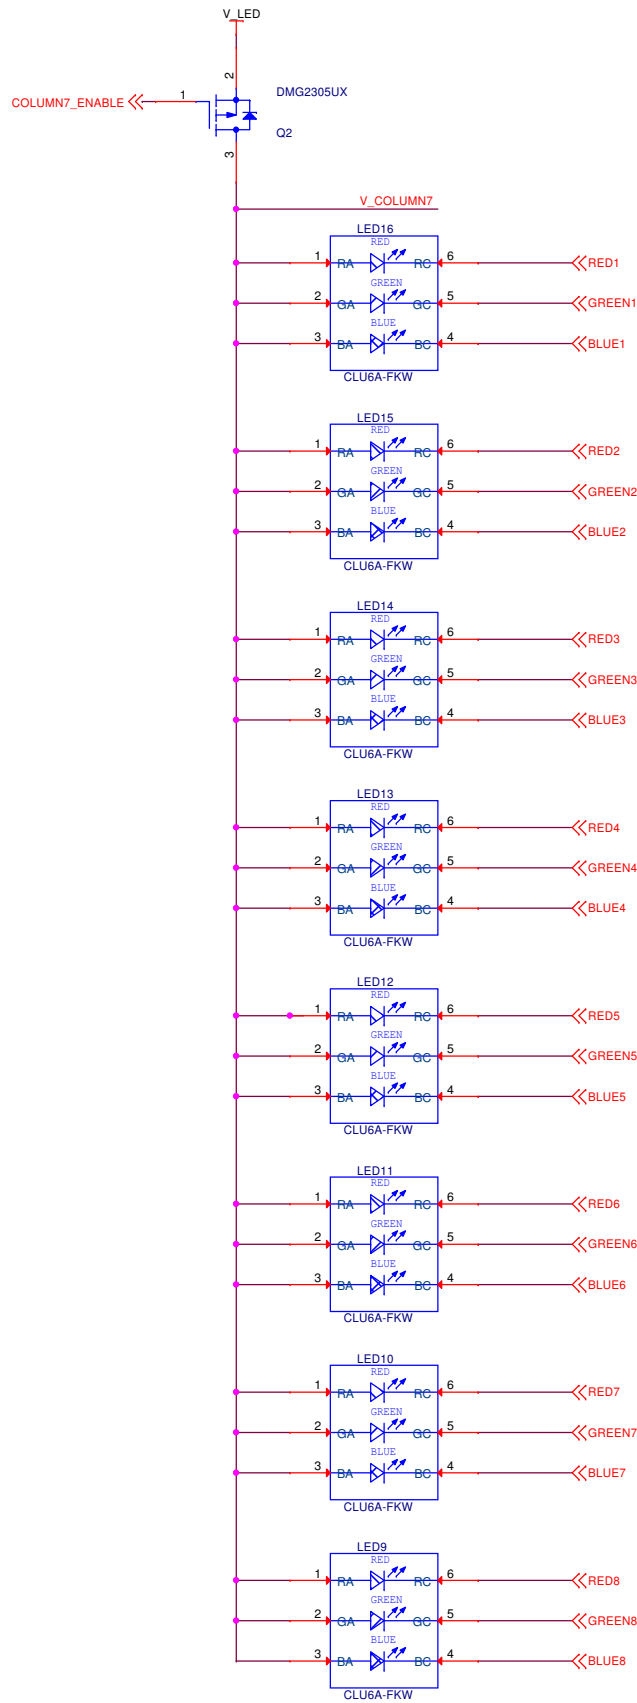 V_LED
2
1
COLUMN7_ENABLE
DMG2305UX
Q2
3
V_COLUMN7
LED16
RED
1 RA RC 6 RED1
GREEN
2 GA GC 5 GREEN1
BLUE
3 BA BC 4 BLUE1
CLU6A-FKW
LED15
RED
1 RA RC 6 RED2
GREEN
2 GA GC 5 GREEN2
BLUE
3 BA BC 4 BLUE2
CLU6A-FKW
LED14
RED
1 RA RC 6 RED3
GREEN
2 GA GC 5 GREEN3
BLUE
3 BA BC 4 BLUE3
CLU6A-FKW
LED13
RED
1 RA RC 6 RED4
GREEN
2 GA GC 5 GREEN4
BLUE
3 BA BC 4 BLUE4
CLU6A-FKW
LED12
RED
1 RA RC 6 RED5
GREEN
2 GA GC 5 GREEN5
BLUE
3 BA BC 4 BLUE5
CLU6A-FKW
LED11
RED
1 RA RC 6 RED6
GREEN
2 GA GC 5 GREEN6
BLUE
3 BA BC 4 BLUE6
CLU6A-FKW
LED10
RED
1 RA RC 6 RED7
GREEN
2 GA GC 5 GREEN7
BLUE
3 BA BC 4 BLUE7
CLU6A-FKW
LED9
RED
1 RA RC 6 RED8
GREEN
2 GA GC 5 GREEN8
BLUE
3 BA BC 4 BLUE8
CLU6A-FKW